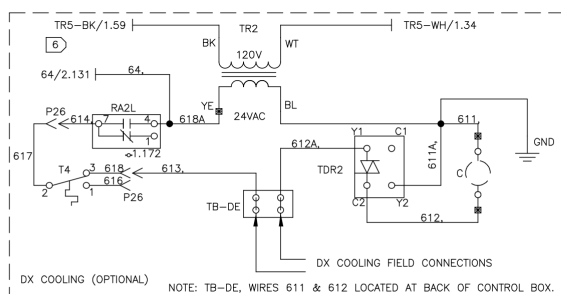 TR5-BK/1.59
TR2
TR5-WH/1.34
6
BK
WT
120V
64/2.131
64,
P26
614,
RA2L
7
4
1
618A
YE
24VAC
BL
1.172
617
T4
3
2
1
618
616
P26
613,
612A,
Y1
C1
TDR2
C2
Y2
611A,
611,
C
GND
612,
TB-DE
DX COOLING FIELD CONNECTIONS
DX COOLING (OPTIONAL)
NOTE: TB-DE, WIRES 611 & 612 LOCATED AT BACK OF CONTROL BOX.